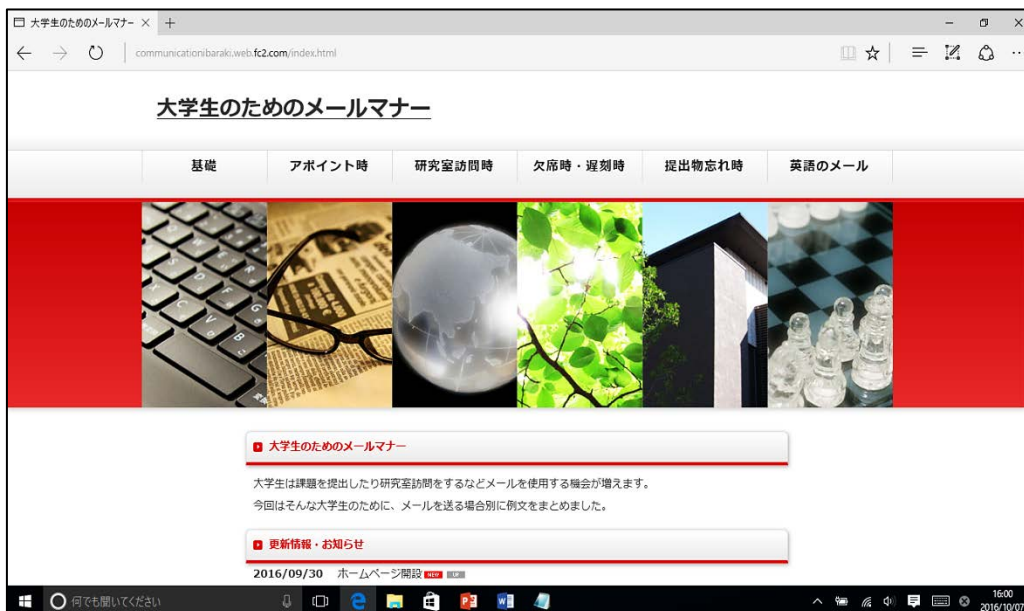 大学生のためのメールマナー
communicationibaraki.web.fc2.com/index.html
大学生のためのメールマナー
基礎 アポイント時 研究室訪問時 欠席時・遅刻時 提出物忘れ時 英語のメール
大学生のためのメールマナー
大学生は課題を提出したり研究室訪問をするなどメールを使用する機会が増えます。
今回はそんな大学生のために、メールを送る場合別に例文をまとめました。
更新情報・お知らせ
2016/09/30 ホームページ開設 NEW UP
何でも聞いてください
16:00
2016/10/07